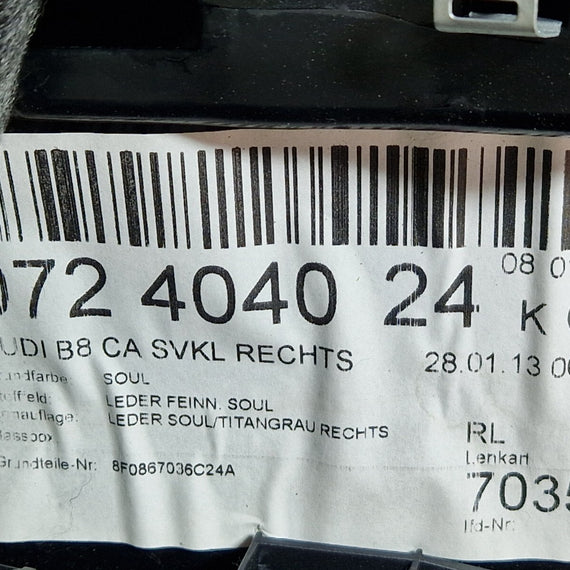 072 4040 24 K
08 0
UDI B8 CA SVKL RECHTS
28.01.13 0
SOUL
LEDER FEINN. SOUL
LEDER SOUL/TITANGRAU RECHTS
RL
Lenkart
Grundteile-Nr: 8F0867036C24A
7035
lfd-Nr: